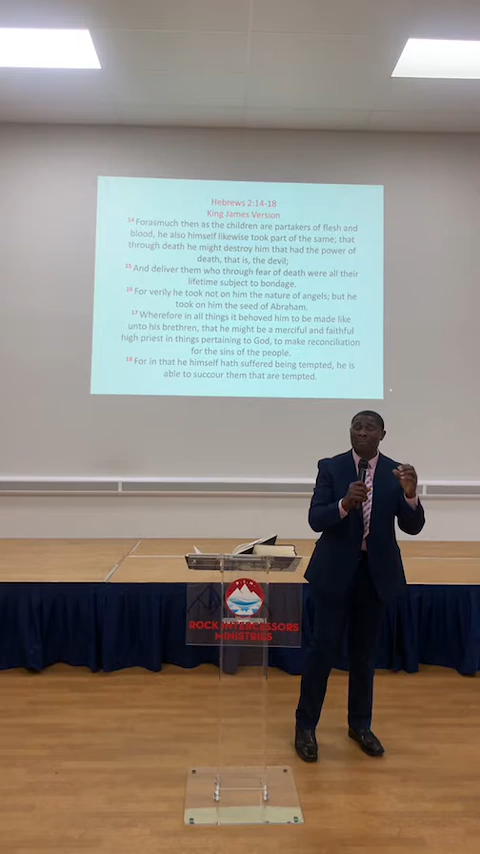 Hebrews 2:14-18
King James Version
14 Forasmuch then as the children are partakers of flesh and
blood, he also himself likewise took part of the same; that
through death he might destroy him that had the power of
death, that is, the devil;
15 And deliver them who through fear of death were all their
lifetime subject to bondage.
16 For verily he took not on him the nature of angels; but he
took on him the seed of Abraham.
17 Wherefore in all things it behoved him to be made like
unto his brethren, that he might be a merciful and faithful
high priest in things pertaining to God, to make reconciliation
for the sins of the people.
18 For in that he himself hath suffered being tempted, he is
able to succour them that are tempted.
ROCK INTERCESSORS
MINISTRIES